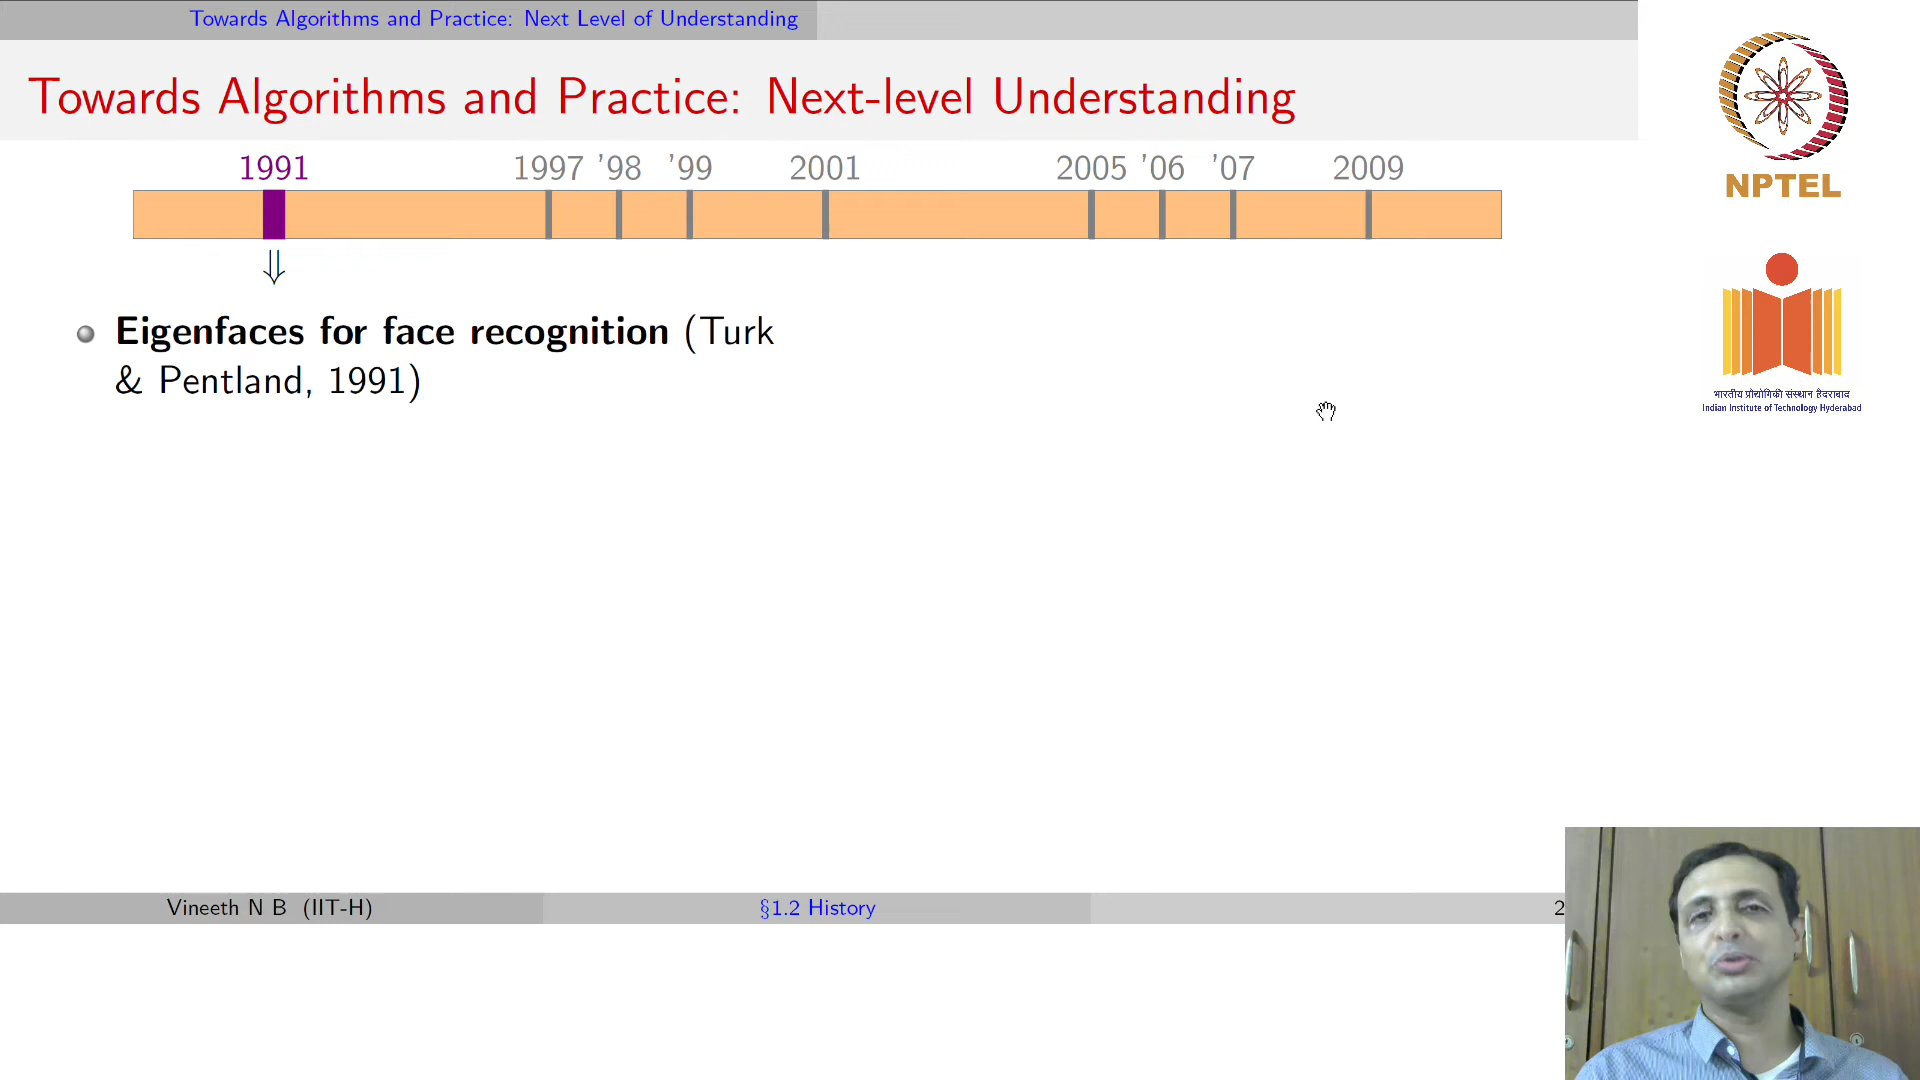 Towards Algorithms and Practice: Next Level of Understanding
Towards Algorithms and Practice: Next-level Understanding
1991 1997 '98 '99 2001 2005 '06 '07 2009
Eigenfaces for face recognition (Turk
& Pentland, 1991)
NPTEL
भारतीय प्रौद्योगिकी संस्थान हैदराबाद
Indian Institute of Technology Hyderabad
Vineeth N B (IIT-H) §1.2 History 2